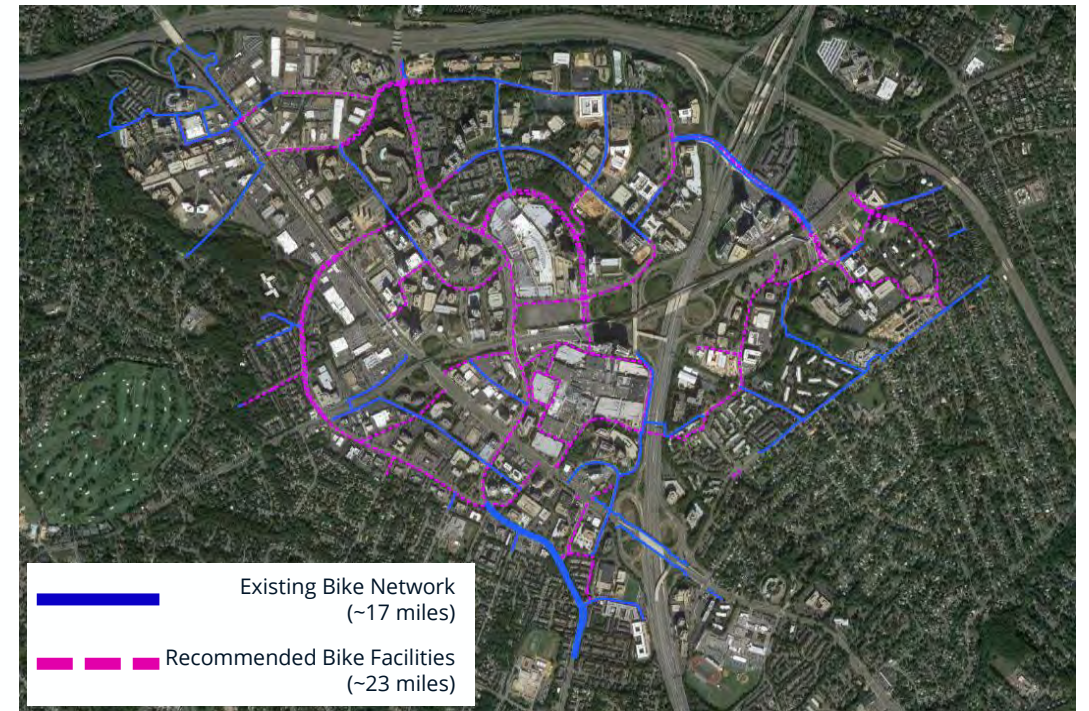 Existing Bike Network
(~17 miles)
Recommended Bike Facilities
(~23 miles)